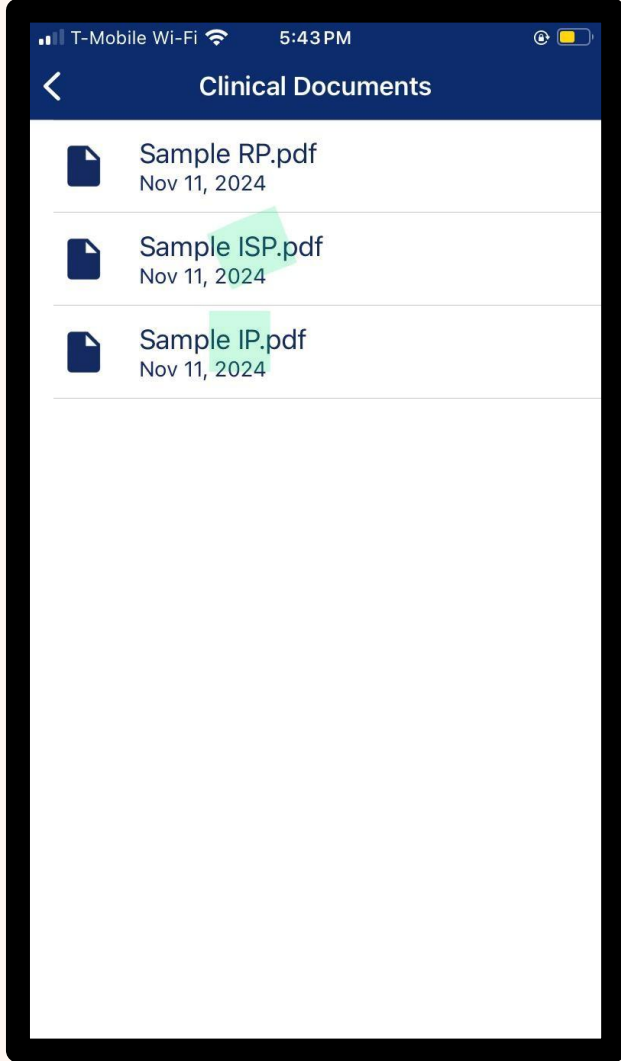 T-Mobile Wi-Fi 5:43 PM
Clinical Documents
Sample RP.pdf
Nov 11, 2024
Sample ISP.pdf
Nov 11, 2024
Sample IP.pdf
Nov 11, 2024